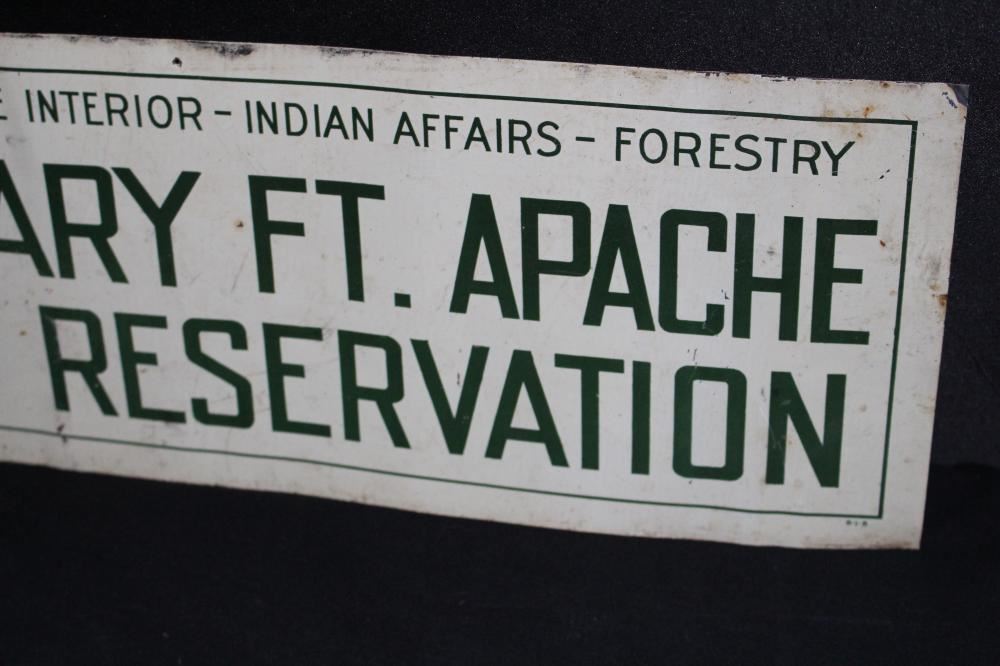 E INTERIOR - INDIAN AFFAIRS - FORESTRY
ARY FT. APACHE
RESERVATION